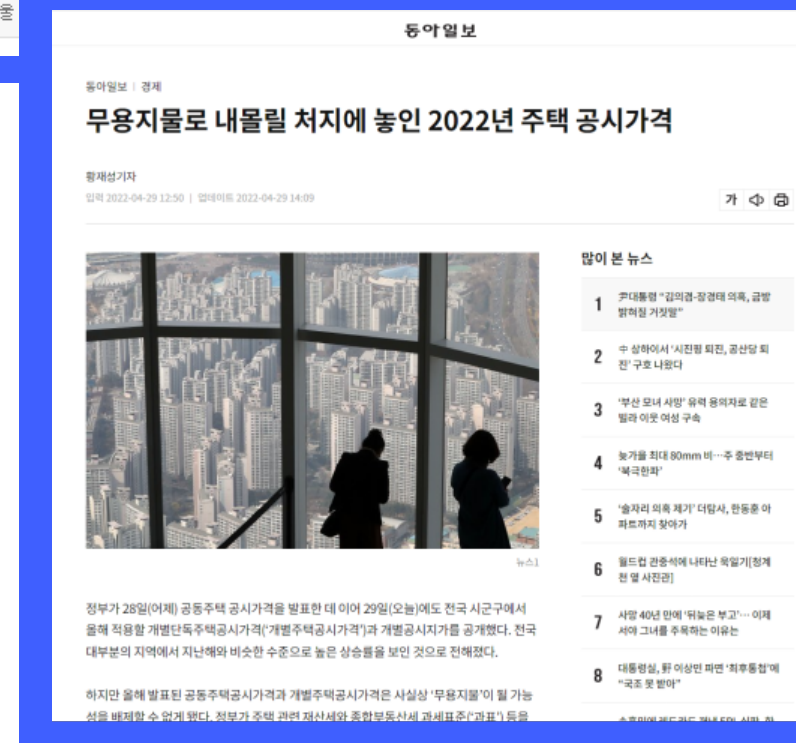 동아일보
동아일보 | 경제
무용지물로 내몰릴 처지에 놓인 2022년 주택 공시가격
황재성기자
입력 2022-04-29 12:50 | 업데이트 2022-04-29 14:09
가
많이 본 뉴스
1 尹대통령 “김의겸-장경태 의혹, 금방
밝혀질 거짓말”
2 中 상하이서 ‘시진핑 퇴진, 공산당 퇴
진’ 구호 나왔다
3 ‘부산 모녀 사망’ 유력 용의자로 같은
빌라 이웃 여성 구속
4 늦가을 최대 80mm 비…주 중반부터
‘북극한파’
5 ‘술자리 의혹 제기’ 더탐사, 한동훈 아
파트까지 찾아가
6 월드컵 관중석에 나타난 욱일기[청계
천 옆 사진관]
7 사망 40년 만에 ‘뒤늦은 부고’… 이제
서야 그녀를 주목하는 이유는
8 대통령실, 野 이상민 파면 ‘최후통첩’에
“국조 못 받아”
뉴스1
정부가 28일(어제) 공동주택 공시가격을 발표한 데 이어 29일(오늘)에도 전국 시군구에서
올해 적용할 개별단독주택공시가격(‘개별주택공시가격’)과 개별공시지가를 공개했다. 전국
대부분의 지역에서 지난해와 비슷한 수준으로 높은 상승률을 보인 것으로 전해졌다.
하지만 올해 발표된 공동주택공시가격과 개별주택공시가격은 사실상 ‘무용지물’이 될 가능
성을 배제할 수 없게 됐다. 정부가 주택 관련 재산세와 종합부동산세 과세표준(‘과표’) 등을